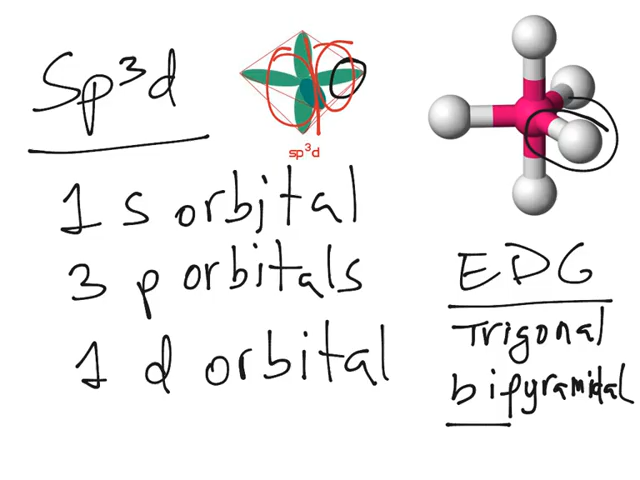 Sp³d
sp³d
1 s orbital
3 p orbitals
1 d orbital
EDG
Trigonal
bipyramidal